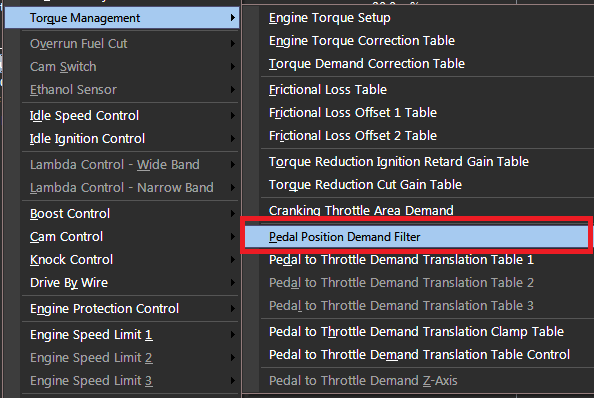 Torque Management
Overrun Fuel Cut
Cam Switch
Ethanol Sensor
Idle Speed Control
Idle Ignition Control
Lambda Control - Wide Band
Lambda Control - Narrow Band
Boost Control
Cam Control
Knock Control
Drive By Wire
Engine Protection Control
Engine Speed Limit 1
Engine Speed Limit 2
Engine Speed Limit 3
Engine Torque Setup
Engine Torque Correction Table
Torque Demand Correction Table
Frictional Loss Table
Frictional Loss Offset 1 Table
Frictional Loss Offset 2 Table
Torque Reduction Ignition Retard Gain Table
Torque Reduction Cut Gain Table
Cranking Throttle Area Demand
Pedal Position Demand Filter
Pedal to Throttle Demand Translation Table 1
Pedal to Throttle Demand Translation Table 2
Pedal to Throttle Demand Translation Table 3
Pedal to Throttle Demand Translation Clamp Table
Pedal to Throttle Demand Translation Table Control
Pedal to Throttle Demand Z-Axis